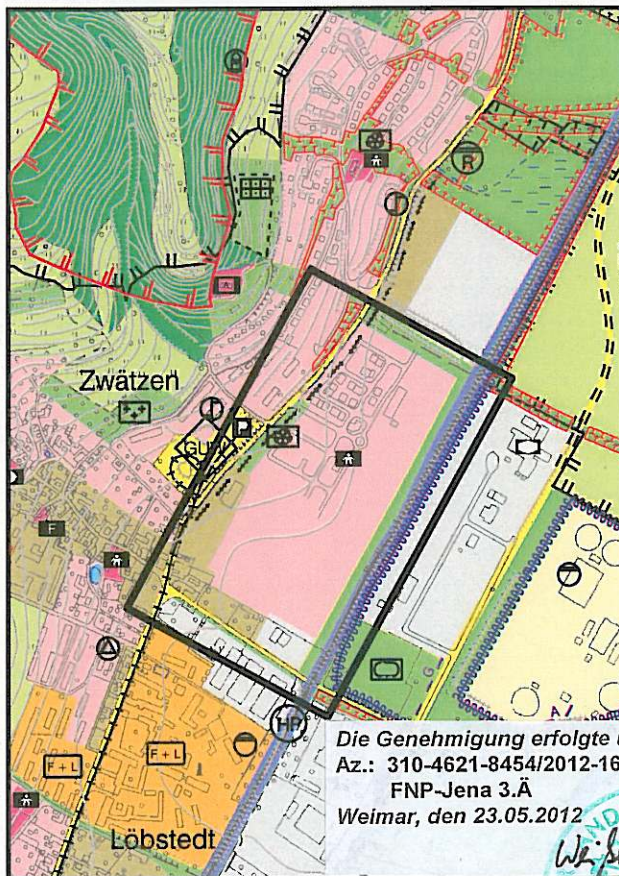 R
R
Zwätzen
GUT
P
F
F + L
F + L
HP
Löbstedt
G
A
Die Genehmigung erfolgte
Az.: 310-4621-8454/2012-16
FNP-Jena 3.Ä
Weimar, den 23.05.2012